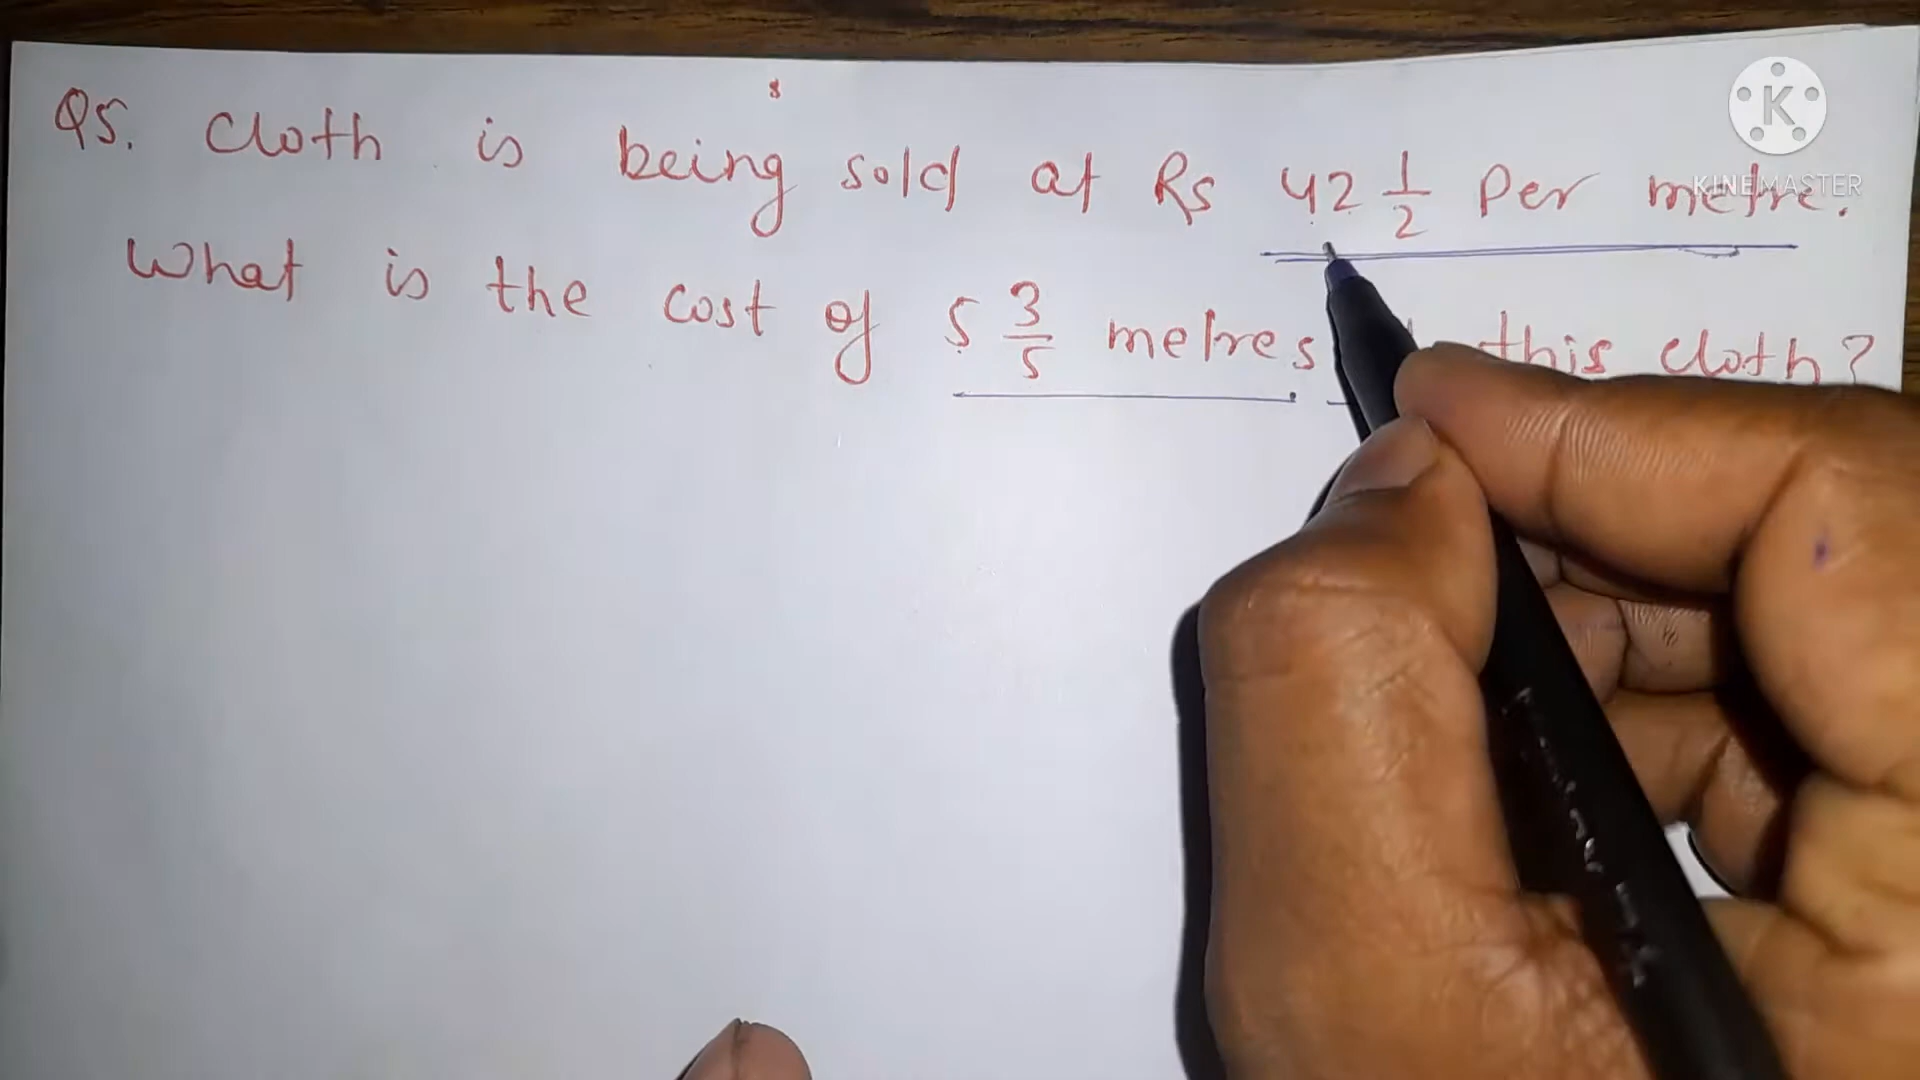 Q5. Cloth is being sold at Rs 42 1/2 Per metre.
What is the cost of 5 3/5 metres this cloth?
K
KINEMASTER